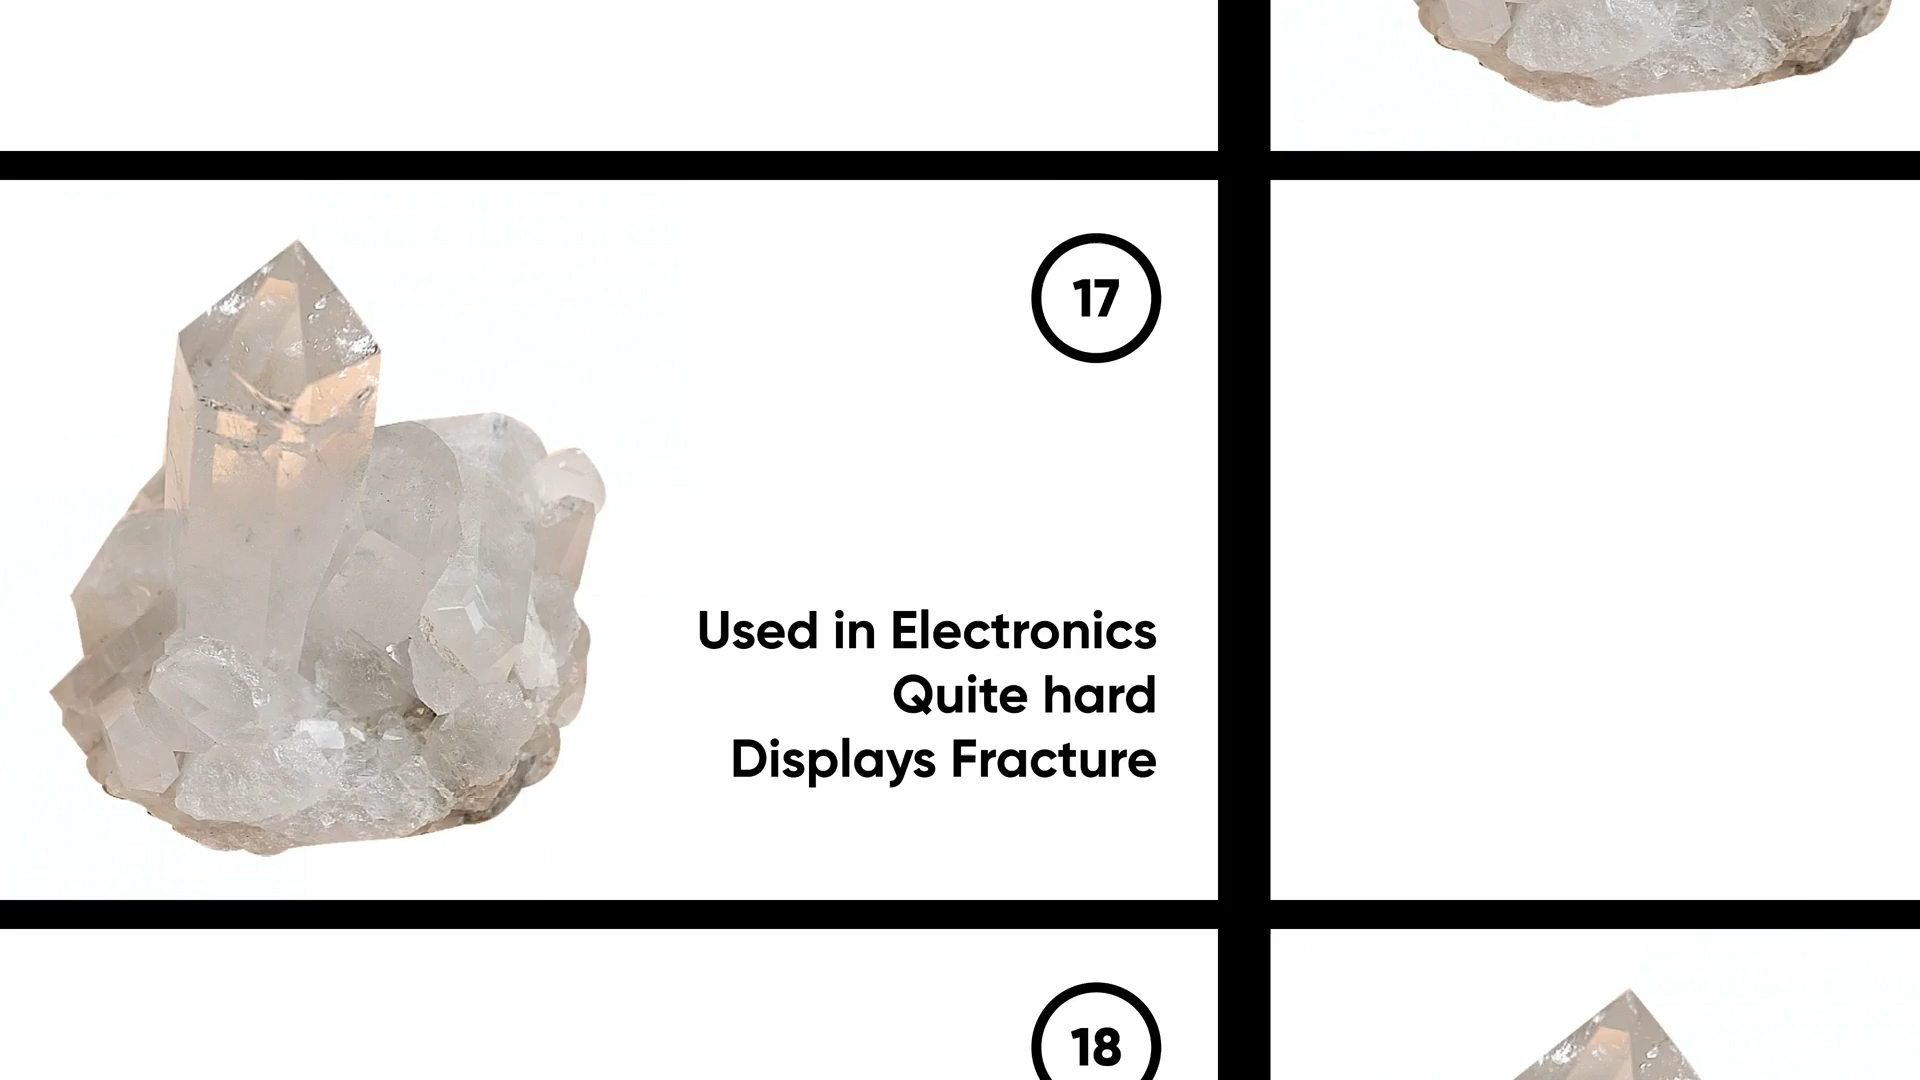 17
Used in Electronics
Quite hard
Displays Fracture
18